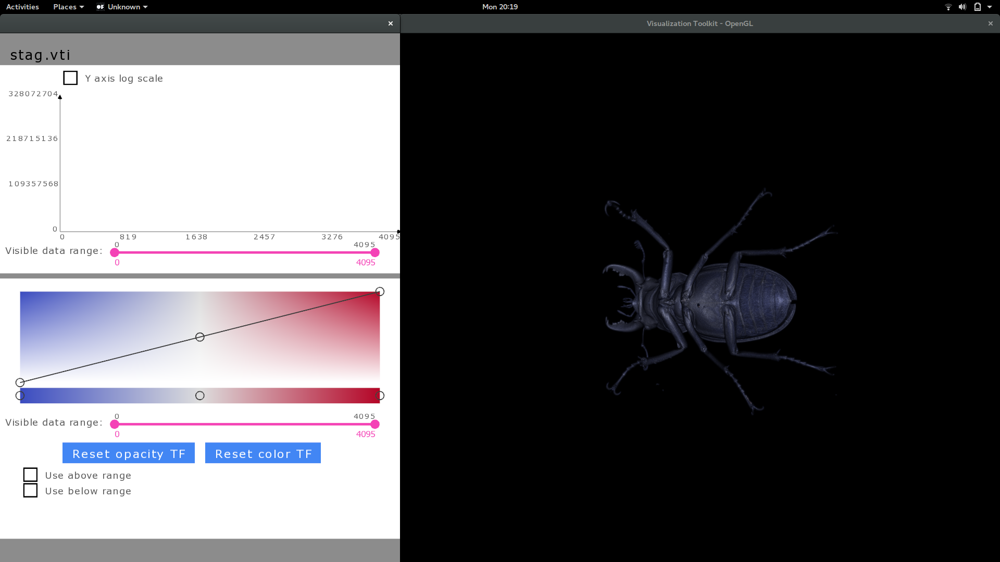 Activities Places Unknown Mon 20:19
Visualization Toolkit - OpenGL
stag.vti
Y axis log scale
328072704
218715136
109357568
0
0 819 1638 2457 3276 4095
0 4095
Visible data range:
0 4095
0 4095
Visible data range:
0 4095
Reset opacity TF Reset color TF
Use above range
Use below range